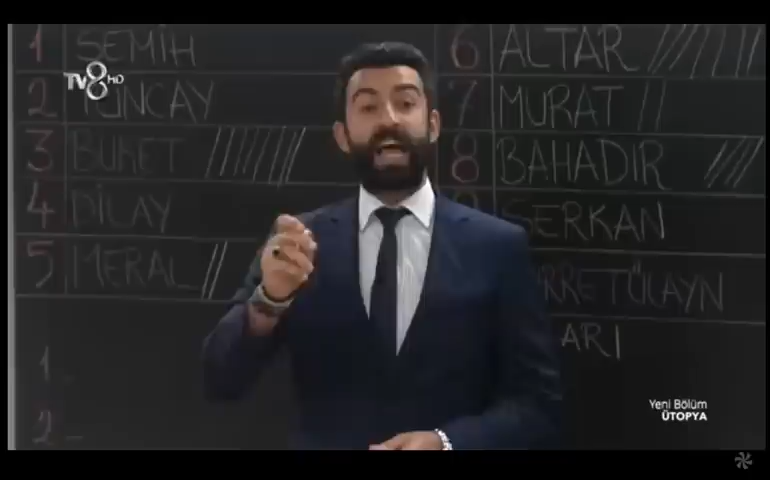 1 SEMİH
TV8 HD
2 TUNCAY
3 BUKET
4 DİLAY
5 MERAL
1
2
6 ALTAR
7 MURAT
8 BAHADIR
SERKAN
RRETÜLAYN
ARI
Yeni Bölüm
ÜTOPYA